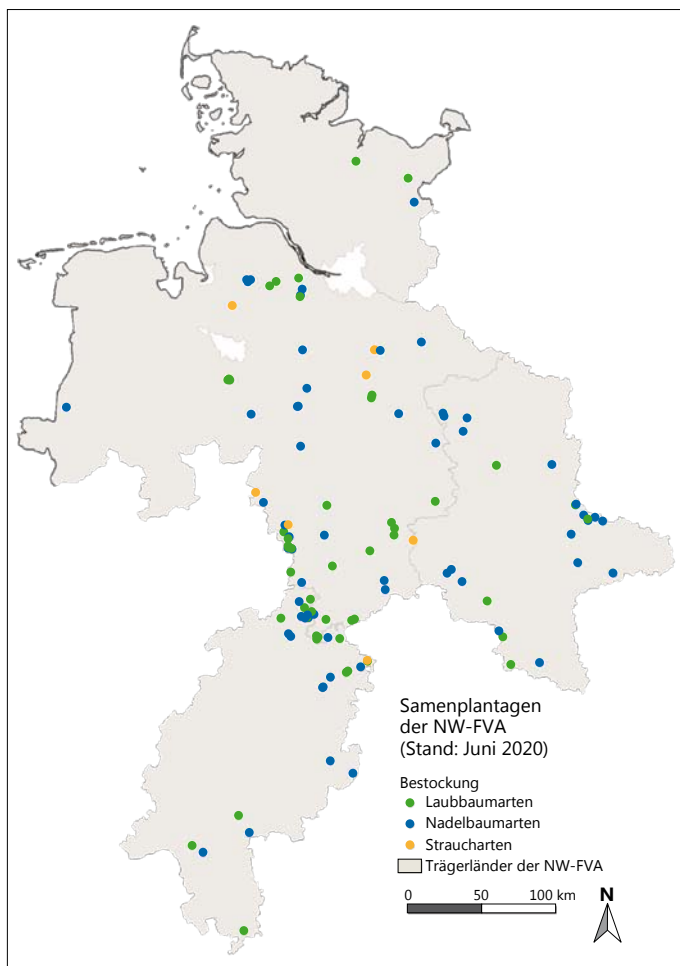 Samenplantagen
der NW-FVA
(Stand: Juni 2020)
Bestockung
Laubbaumarten
Nadelbaumarten
Straucharten
Trägerländer der NW-FVA
0 50 100 km
N